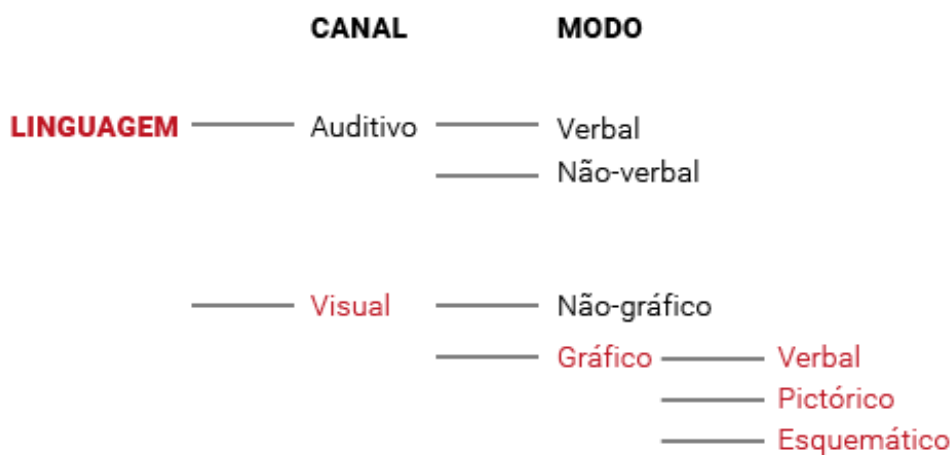 CANAL MODO
LINGUAGEM Auditivo Verbal
Não-verbal
Visual Não-gráfico
Gráfico Verbal
Pictórico
Esquemático